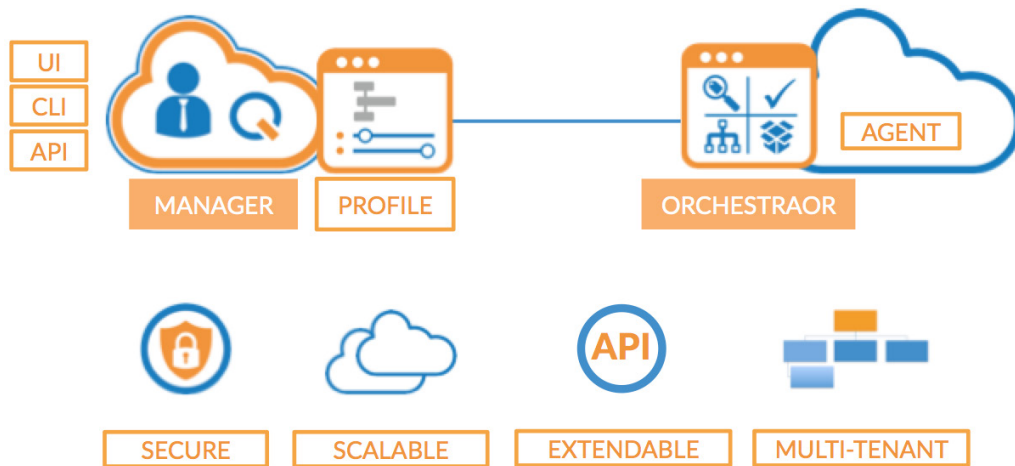 UI
CLI
API
AGENT
MANAGER
PROFILE
ORCHESTRAOR
API
SECURE
SCALABLE
EXTENDABLE
MULTI-TENANT